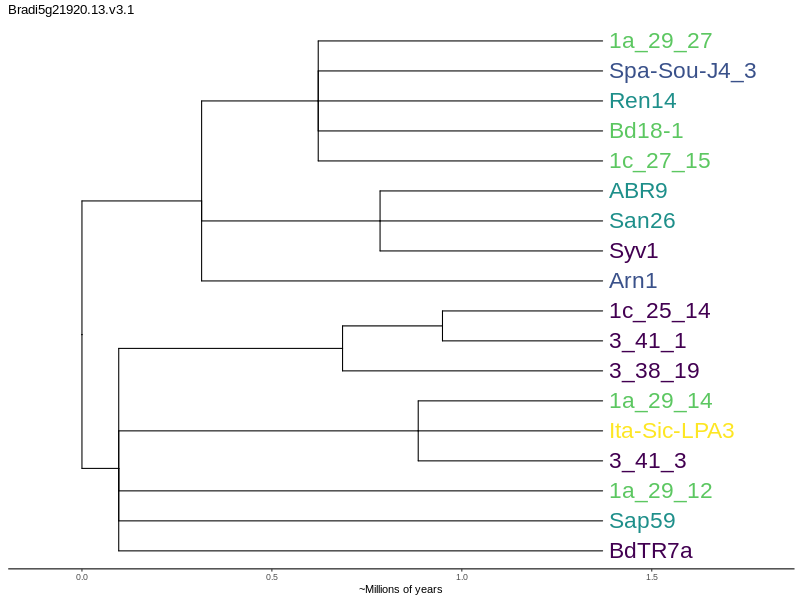 Bradi5g21920.13.v3.1
1a_29_27
Spa-Sou-J4_3
Ren14
Bd18-1
1c_27_15
ABR9
San26
Syv1
Arn1
1c_25_14
3_41_1
3_38_19
1a_29_14
Ita-Sic-LPA3
3_41_3
1a_29_12
Sap59
BdTR7a
0.0 0.5 1.0 1.5
~Millions of years